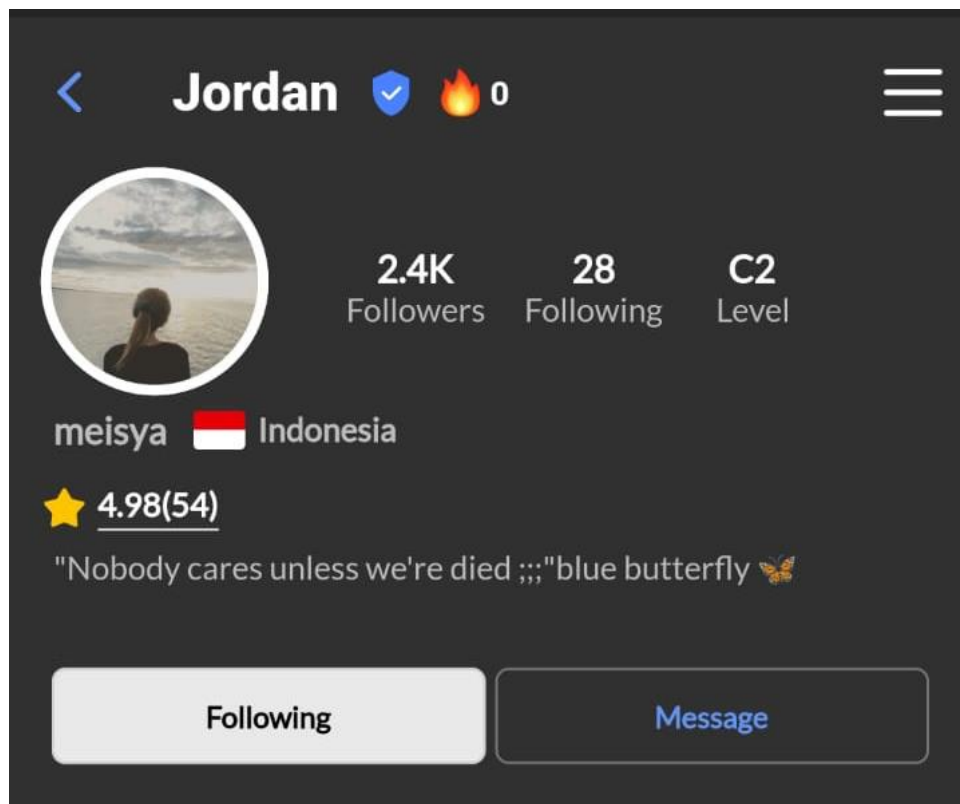 Jordan 0
2.4K 28 C2
Followers Following Level
meisya Indonesia
4.98(54)
"Nobody cares unless we're died ;;;"blue butterfly 🦋
Following Message